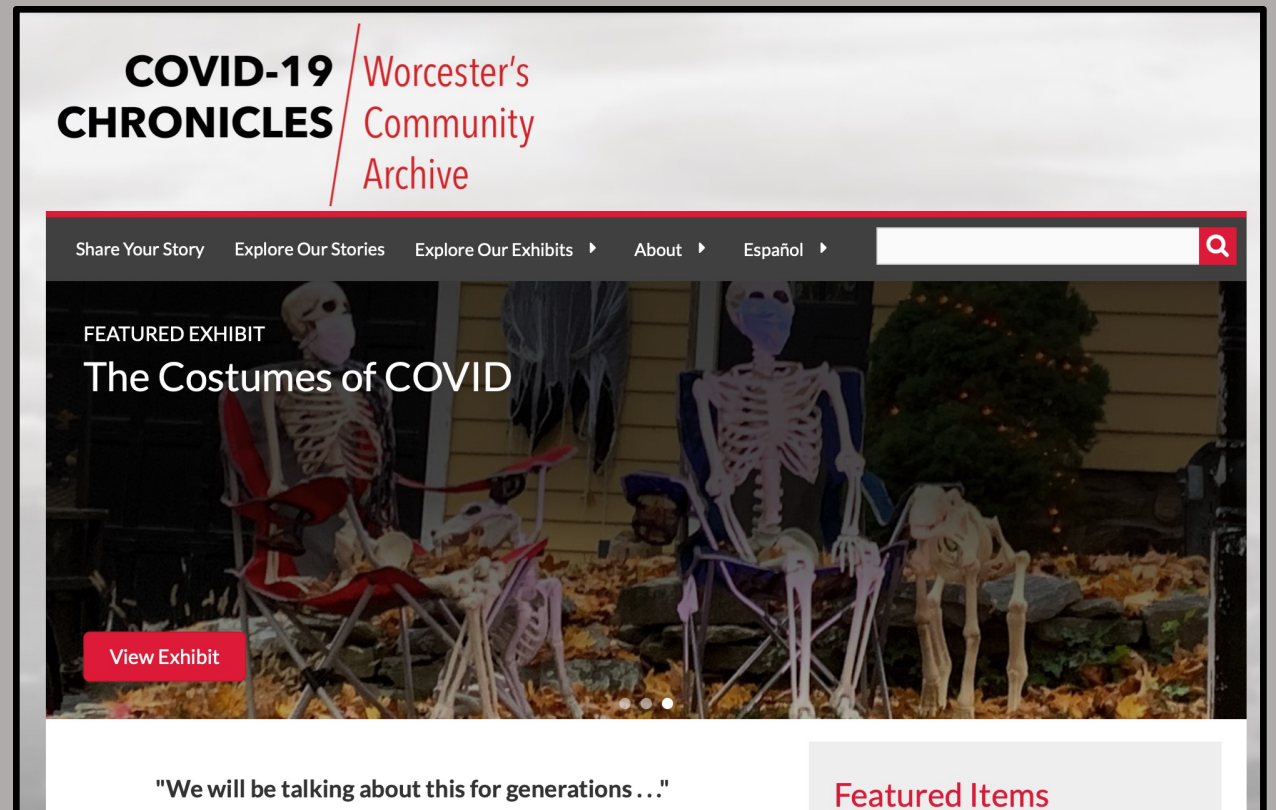 COVID-19
CHRONICLES
Worcester's
Community
Archive
Share Your Story Explore Our Stories Explore Our Exhibits About Español
FEATURED EXHIBIT
The Costumes of COVID
View Exhibit
"We will be talking about this for generations . . ."
Featured Items